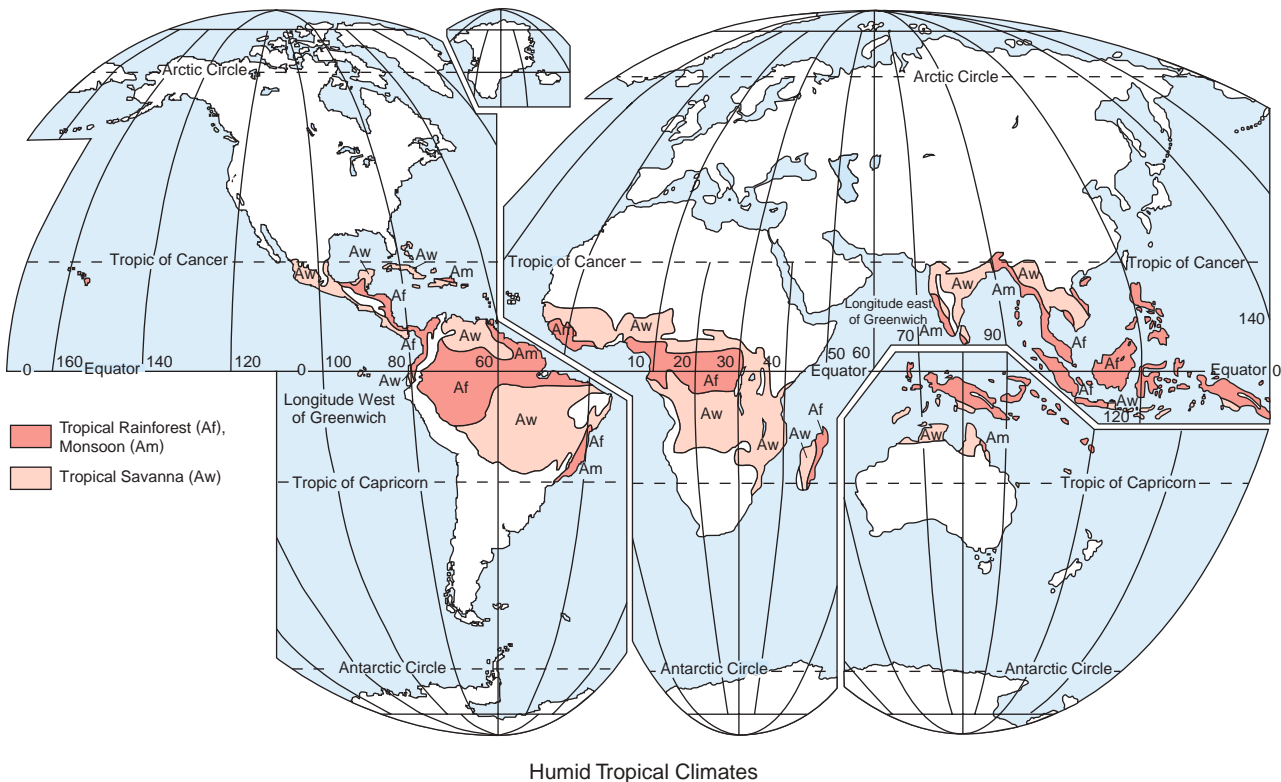 Arctic Circle
Arctic Circle
Tropic of Cancer
Tropic of Cancer
Tropic of Cancer
Aw
Aw
Aw
Am
Af
Af
Aw
Am
Aw
Af
Aw
Af
Am
Am
Aw
Af
Aw
Aw
Af
Aw
Aw
Aw
Am
Am
Longitude east
of Greenwich
Af
Af
Aw
Aw
Am
160
Equator
140
120
100
80
60
0
0
10
20
30
40
50
60
70
90
120
140
Equator
Equator
0
Longitude West
of Greenwich
Tropical Rainforest (Af),
Monsoon (Am)
Tropical Savanna (Aw)
Tropic of Capricorn
Tropic of Capricorn
Antarctic Circle
Antarctic Circle
Antarctic Circle
Humid Tropical Climates